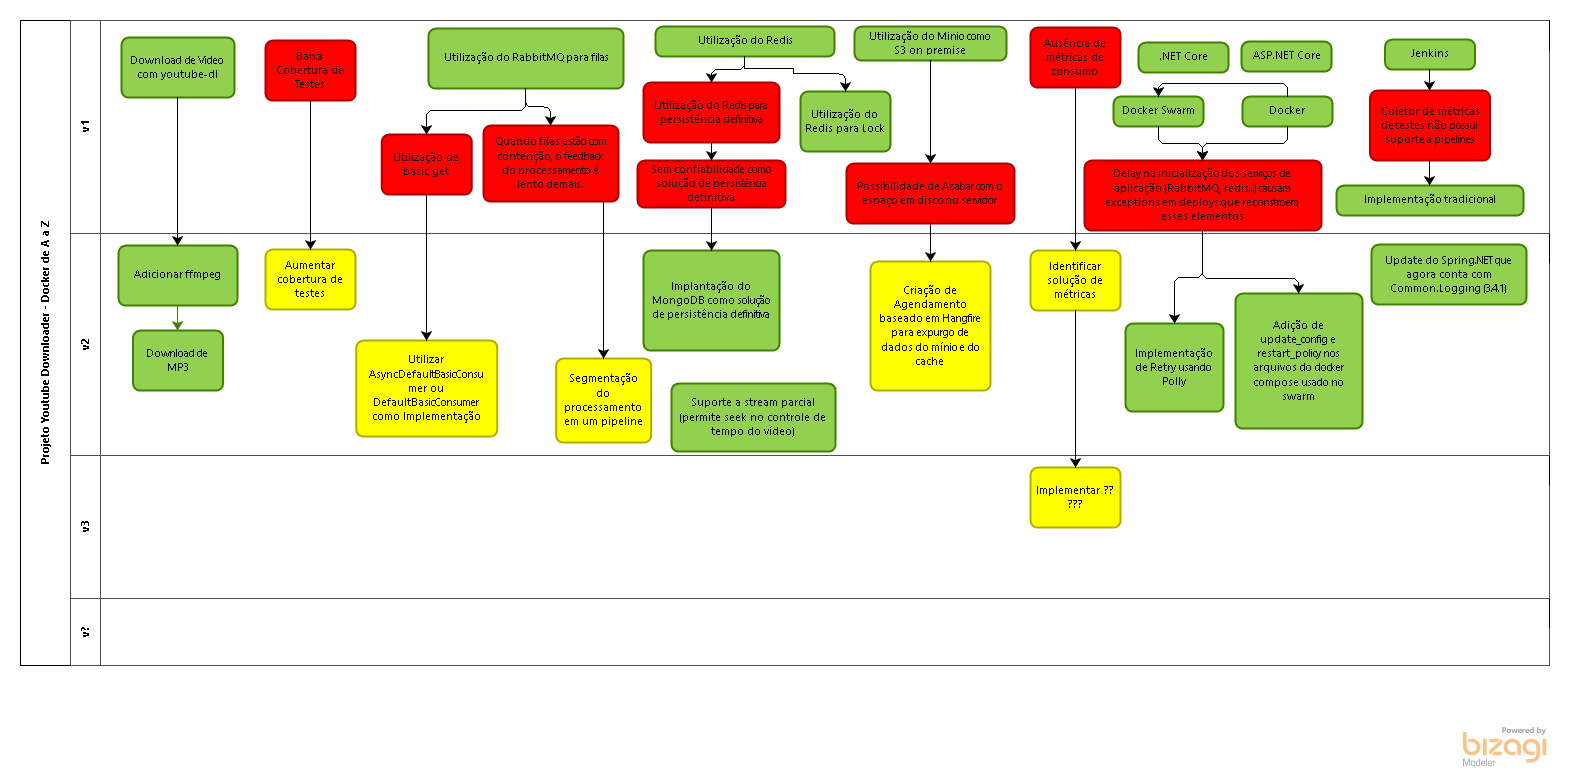 Projeto Youtube Downloader - Docker de A a Z
v1
Download de Video
com youtube-dl
Baixa
Cobertura de
Testes
Utilização do RabbitMQ para filas
Utilização de
basic get
Quando filas estão com
contenção, o feedback
do processamento é
lento demais.
Utilização do Redis
Utilização do Redis para
persistência definitiva
Utilização do
Redis para Lock
Sem confiabilidade como
solução de persistência
definitiva
Utilização do Minio como
S3 on premise
Possibilidade de Acabar com o
espaço em disco no servidor
Ausência de
métricas de
consumo
.NET Core
ASP.NET Core
Docker Swarm
Docker
Delay na inicialização dos serviços de
aplicação (RabbitMQ, redis..) causam
exceptions em deploys que reconstroem
esses elementos
Jenkins
Coletor de métricas
de testes não possui
suporte a pipelines
Implementação tradicional
v2
Adicionar ffmpeg
Download de
MP3
Aumentar
cobertura de
testes
Utilizar
AsyncDefaultBasicConsu
mer ou
DefaultBasicConsumer
como Implementação
Segmentação
do
processamento
em um pipeline
Implantação do
MongoDB como solução
de persistência definitiva
Suporte a stream parcial
(permite seek no controle de
tempo do vídeo)
Criação de
Agendamento
baseado em Hangfire
para expurgo de
dados do mínio e do
cache
Identificar
solução de
métricas
Implementação
de Retry usando
Polly
Adição de
update_config e
restart_policy nos
arquivos do docker
compose usado no
swarm
Update do Spring.NET que
agora conta com
Common.Logging (3.4.1)
v3
Implementar ??
???
v?
Powered by
bizagi
Modeler